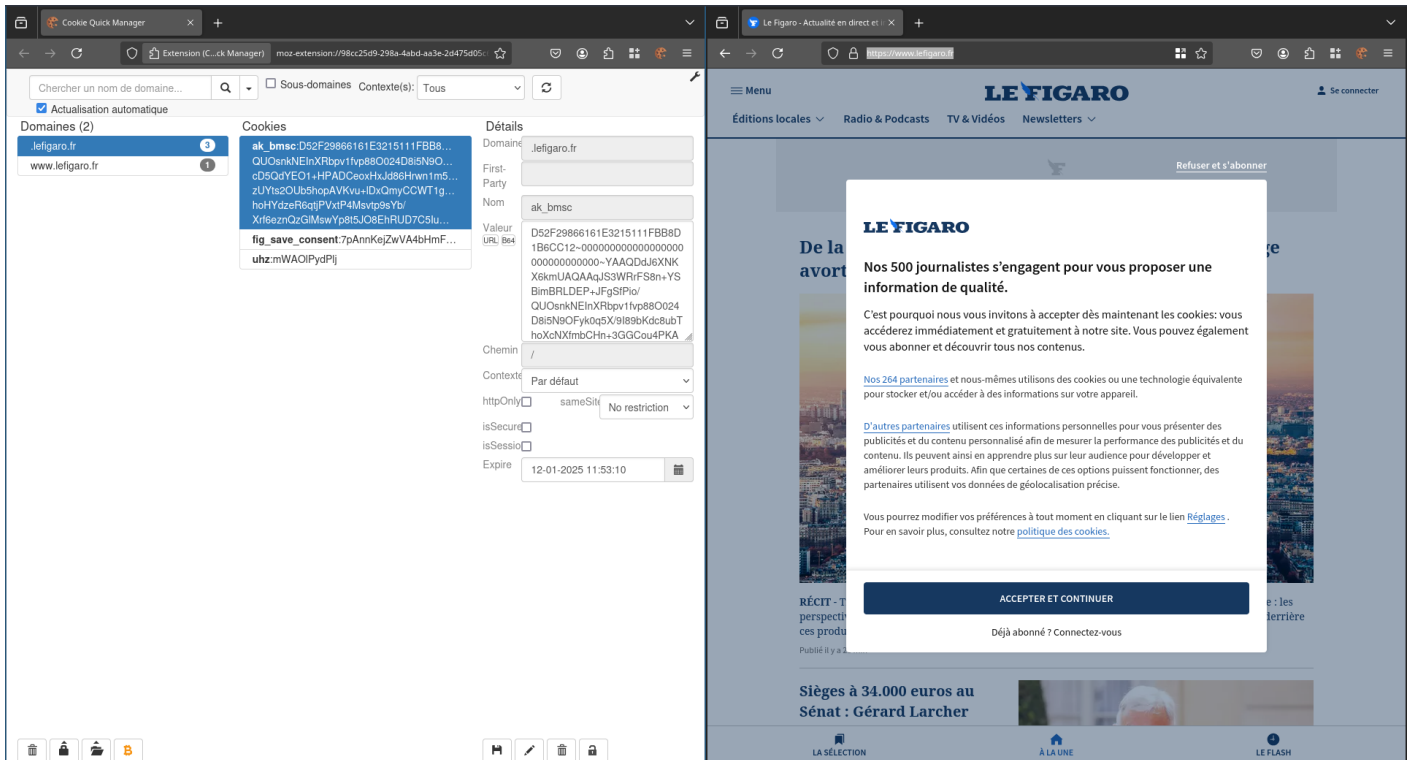 Cookie Quick Manager
Extension (C...ck Manager)
moz-extension://98cc25d9-298a-4abd-aa3e-2d475d05c
Chercher un nom de domaine...
Sous-domaines
Contexte(s):
Tous
Actualisation automatique
Domaines (2)
.lefigaro.fr
3
www.lefigaro.fr
1
Cookies
ak_bmsc:D52F29866161E3215111FBB8...
QUOsnkNEInXRbpv1fvp88O024D8i5N9O...
cD5QdYEO1+HPADCeoxHxJd86Hrwn1m5...
zUYts2OUb5hopAVKvu+IDxQmyCCWT1g...
hoHYdzeR6qtjPVxtP4Msvtp9sYb/
Xrf6eznQzGlMswYp8t5JO8EhRUD7C5Iu...
fig_save_consent:7pAnnKejZwVA4bHmF...
uhz:mWAOlPydPlj
Détails
Domaine
.lefigaro.fr
First-
Party
Nom
ak_bmsc
Valeur
URL B64
D52F29866161E3215111FBB8D
1B6CC12~000000000000000000
000000000000~YAAQDdJ6XNK
X6kmUAQAAqJS3WRrFS8n+YS
BimBRLDEP+JFgSfPio/
QUOsnkNEInXRbpv1fvp88O024
D8i5N9OFyk0q5X/9I89bKdc8ubT
hoXcNXfmbCHn+3GGCou4PKA
Chemin
/
Contexte
Par défaut
httpOnly
sameSite
No restriction
isSecure
isSessio
Expire
12-01-2025 11:53:10
Le Figaro - Actualité en direct et i
https://www.lefigaro.fr
Menu
LE FIGARO
Se connecter
Éditions locales
Radio & Podcasts
TV & Vidéos
Newsletters
Refuser et s'abonner
De la
ge
avort
LE FIGARO
Nos 500 journalistes s’engagent pour vous proposer une
information de qualité.
C'est pourquoi nous vous invitons à accepter dès maintenant les cookies: vous
accéderez immédiatement et gratuitement à notre site. Vous pouvez également
vous abonner et découvrir tous nos contenus.
Nos 264 partenaires et nous-mêmes utilisons des cookies ou une technologie équivalente
pour stocker et/ou accéder à des informations sur votre appareil.
D'autres partenaires utilisent ces informations personnelles pour vous présenter des
publicités et du contenu personnalisé afin de mesurer la performance des publicités et du
contenu. Ils peuvent ainsi en apprendre plus sur leur audience pour développer et
améliorer leurs produits. Afin que certaines de ces options puissent fonctionner, des
partenaires utilisent vos données de géolocalisation précise.
Vous pourrez modifier vos préférences à tout moment en cliquant sur le lien Réglages .
Pour en savoir plus, consultez notre politique des cookies.
ACCEPTER ET CONTINUER
Déjà abonné ? Connectez-vous
RÉCIT - T
e : les
perspecti
derrière
ces produ
Publié il y a 2
Sièges à 34.000 euros au
Sénat : Gérard Larcher
LA SÉLECTION
À LA UNE
LE FLASH